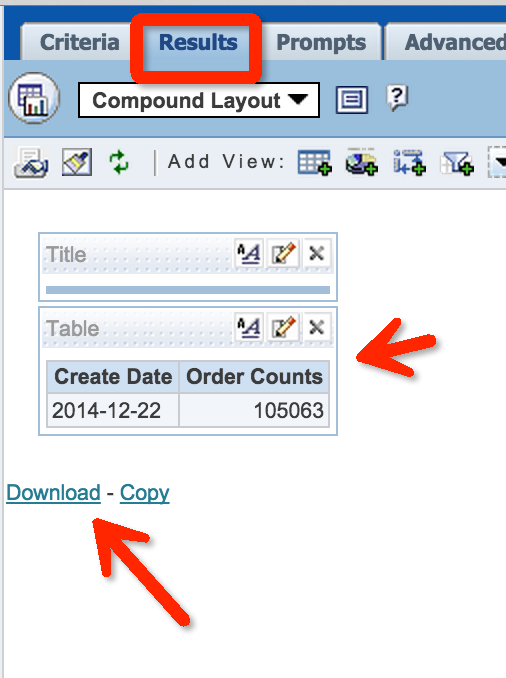 Criteria Results Prompts Advanced
Compound Layout
Add View:
Title
Table
Create Date Order Counts
2014-12-22 105063
Download - Copy